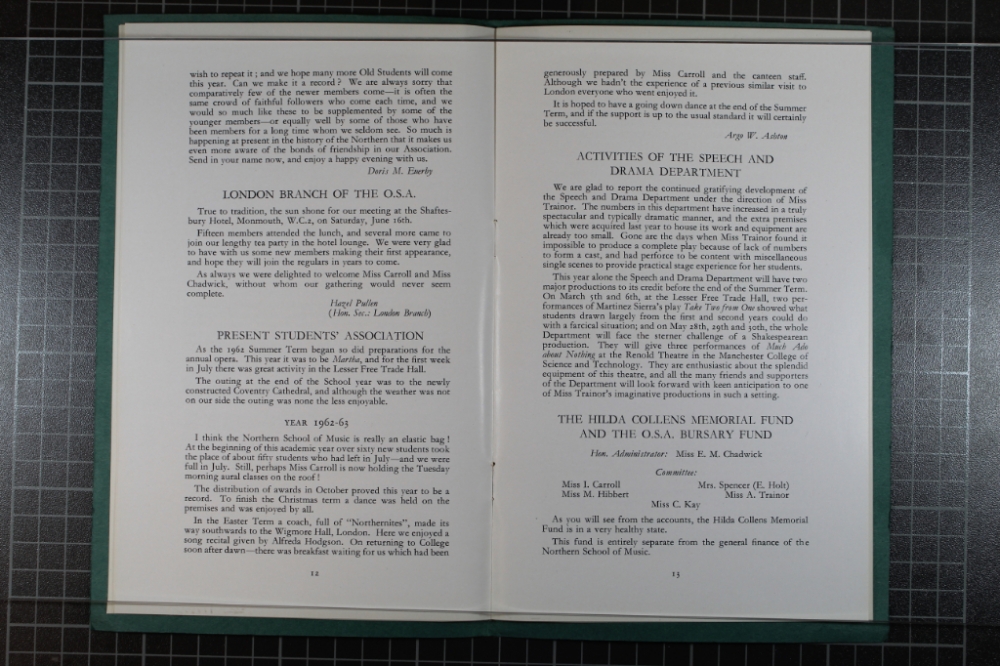 wish to repeat it; and we hope many more Old Students will come
this year. Can we make it a record? We are always sorry that
comparatively few of the newer members come—it is often the
same crowd of faithful followers who come each time, and we
would so much like these to be supplemented by some of the
younger members—or equally well by some of those who have
been members for a long time whom we seldom see. So much is
happening at present in the history of the Northern that it makes us
even more aware of the bonds of friendship in our Association.
Send in your name now, and enjoy a happy evening with us.
Doris M. Euerby
LONDON BRANCH OF THE O.S.A.
True to tradition, the sun shone for our meeting at the Shaftes-
bury Hotel, Monmouth, W.C.2, on Saturday, June 16th.
Fifteen members attended the lunch, and several more came to
join our lengthy tea party in the hotel lounge. We were very glad
to have with us some new members making their first appearance,
and hope they will join the regulars in years to come.
As always we were delighted to welcome Miss Carroll and Miss
Chadwick, without whom our gathering would never seem
complete.
Hazel Pullen
(Hon. Sec.: London Branch)
PRESENT STUDENTS' ASSOCIATION
As the 1962 Summer Term began so did preparations for the
annual opera. This year it was to be Martha, and for the first week
in July there was great activity in the Lesser Free Trade Hall.
The outing at the end of the School year was to the newly
constructed Coventry Cathedral, and although the weather was not
on our side the outing was none the less enjoyable.
YEAR 1962-63
I think the Northern School of Music is really an elastic bag!
At the beginning of this academic year over sixty new students took
the place of about fifty students who had left in July—and we were
full in July. Still, perhaps Miss Carroll is now holding the Tuesday
morning aural classes on the roof!
The distribution of awards in October proved this year to be a
record. To finish the Christmas term a dance was held on the
premises and was enjoyed by all.
In the Easter Term a coach, full of "Northernites", made its
way southwards to the Wigmore Hall, London. Here we enjoyed a
song recital given by Alfreda Hodgson. On returning to College
soon after dawn—there was breakfast waiting for us which had been
12
generously prepared by Miss Carroll and the canteen staff.
Although we hadn't the experience of a previous similar visit to
London everyone who went enjoyed it.
It is hoped to have a going down dance at the end of the Summer
Term, and if the support is up to the usual standard it will certainly
be successful.
Argo W. Ashton
ACTIVITIES OF THE SPEECH AND
DRAMA DEPARTMENT
We are glad to report the continued gratifying development of
the Speech and Drama Department under the direction of Miss
Trainor. The numbers in this department have increased in a truly
spectacular and typically dramatic manner, and the extra premises
which were acquired last year to house its work and equipment are
already too small. Gone are the days when Miss Trainor found it
impossible to produce a complete play because of lack of numbers
to form a cast, and had perforce to be content with miscellaneous
single scenes to provide practical stage experience for her students.
This year alone the Speech and Drama Department will have two
major productions to its credit before the end of the Summer Term.
On March 5th and 6th, at the Lesser Free Trade Hall, two per-
formances of Martinez Sierra's play Take Two from One showed what
students drawn largely from the first and second years could do
with a farcical situation; and on May 28th, 29th and 30th, the whole
Department will face the sterner challenge of a Shakespearean
production. They will give three performances of Much Ado
about Nothing at the Renold Theatre in the Manchester College of
Science and Technology. They are enthusiastic about the splendid
equipment of this theatre, and all the many friends and supporters
of the Department will look forward with keen anticipation to one
of Miss Trainor's imaginative productions in such a setting.
THE HILDA COLLENS MEMORIAL FUND
AND THE O.S.A. BURSARY FUND
Hon. Administrator: Miss E. M. Chadwick
Committee:
Miss I. Carroll Mrs. Spencer (E. Holt)
Miss M. Hibbert Miss A. Trainor
Miss C. Kay
As you will see from the accounts, the Hilda Collens Memorial
Fund is in a very healthy state.
This fund is entirely separate from the general finance of the
Northern School of Music.
13